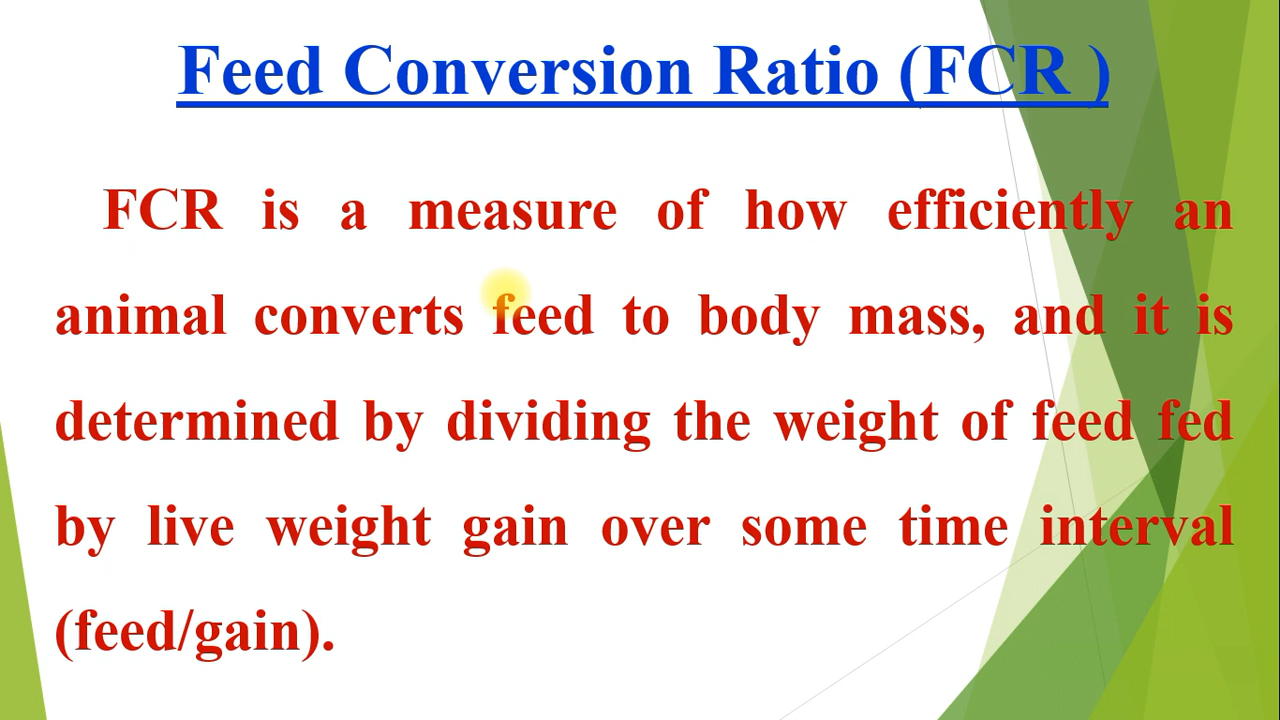 Feed Conversion Ratio (FCR )
FCR is a measure of how efficiently an
animal converts feed to body mass, and it is
determined by dividing the weight of feed fed
by live weight gain over some time interval
(feed/gain).